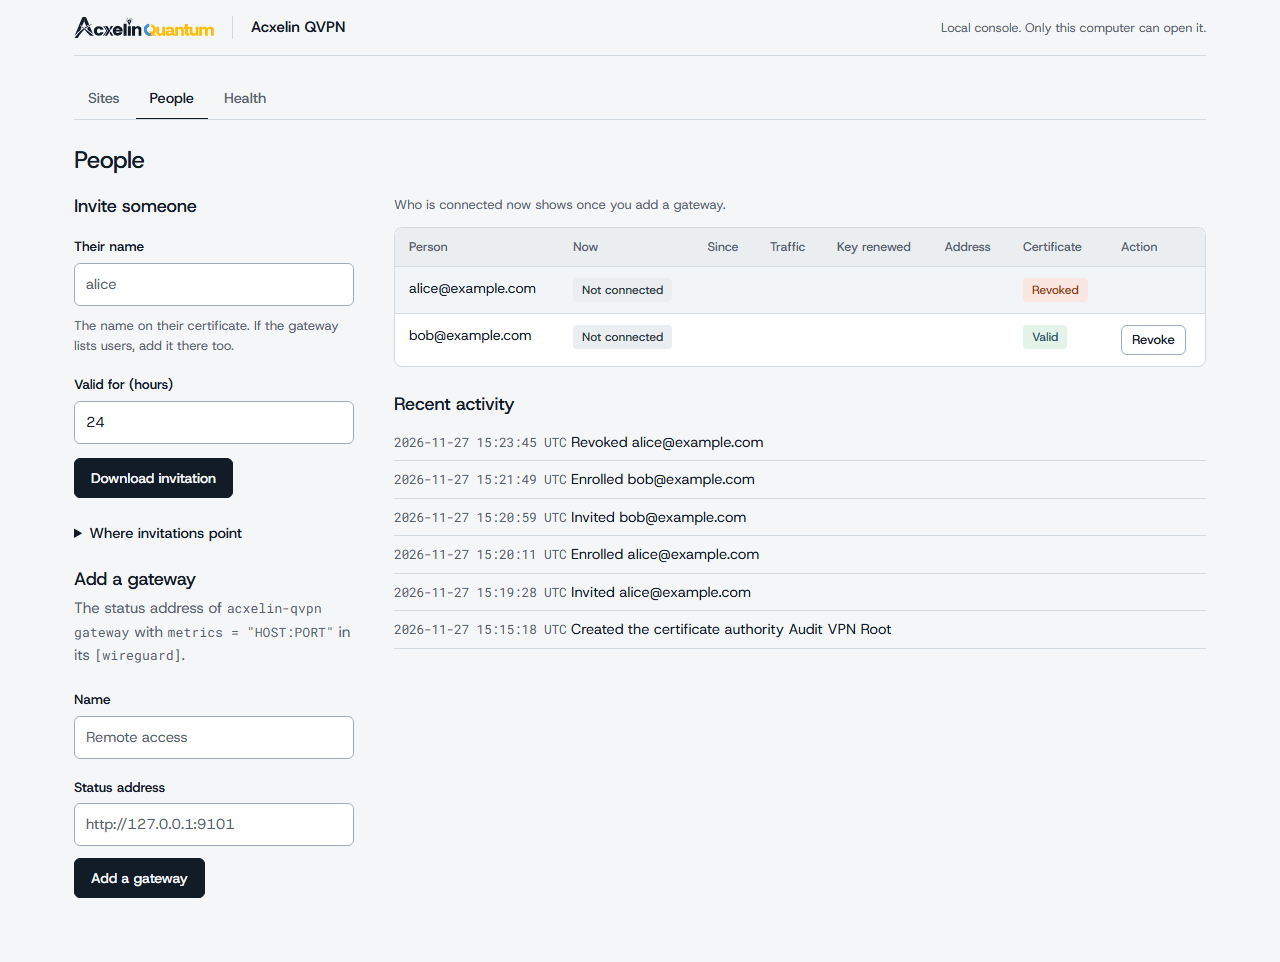 Acxelin Quantum
Acxelin QVPN
Local console. Only this computer can open it.
Sites
People
Health
People
Invite someone
Their name
alice
The name on their certificate. If the gateway
lists users, add it there too.
Valid for (hours)
24
Download invitation
Where invitations point
Add a gateway
The status address of acxelin-qvpn
gateway with metrics = "HOST:PORT" in
its [wireguard].
Name
Remote access
Status address
http://127.0.0.1:9101
Add a gateway
Who is connected now shows once you add a gateway.
Person Now Since Traffic Key renewed Address Certificate Action
alice@example.com Not connected Revoked
bob@example.com Not connected Valid Revoke
Recent activity
2026-11-27 15:23:45 UTC Revoked alice@example.com
2026-11-27 15:21:49 UTC Enrolled bob@example.com
2026-11-27 15:20:59 UTC Invited bob@example.com
2026-11-27 15:20:11 UTC Enrolled alice@example.com
2026-11-27 15:19:28 UTC Invited alice@example.com
2026-11-27 15:15:18 UTC Created the certificate authority Audit VPN Root